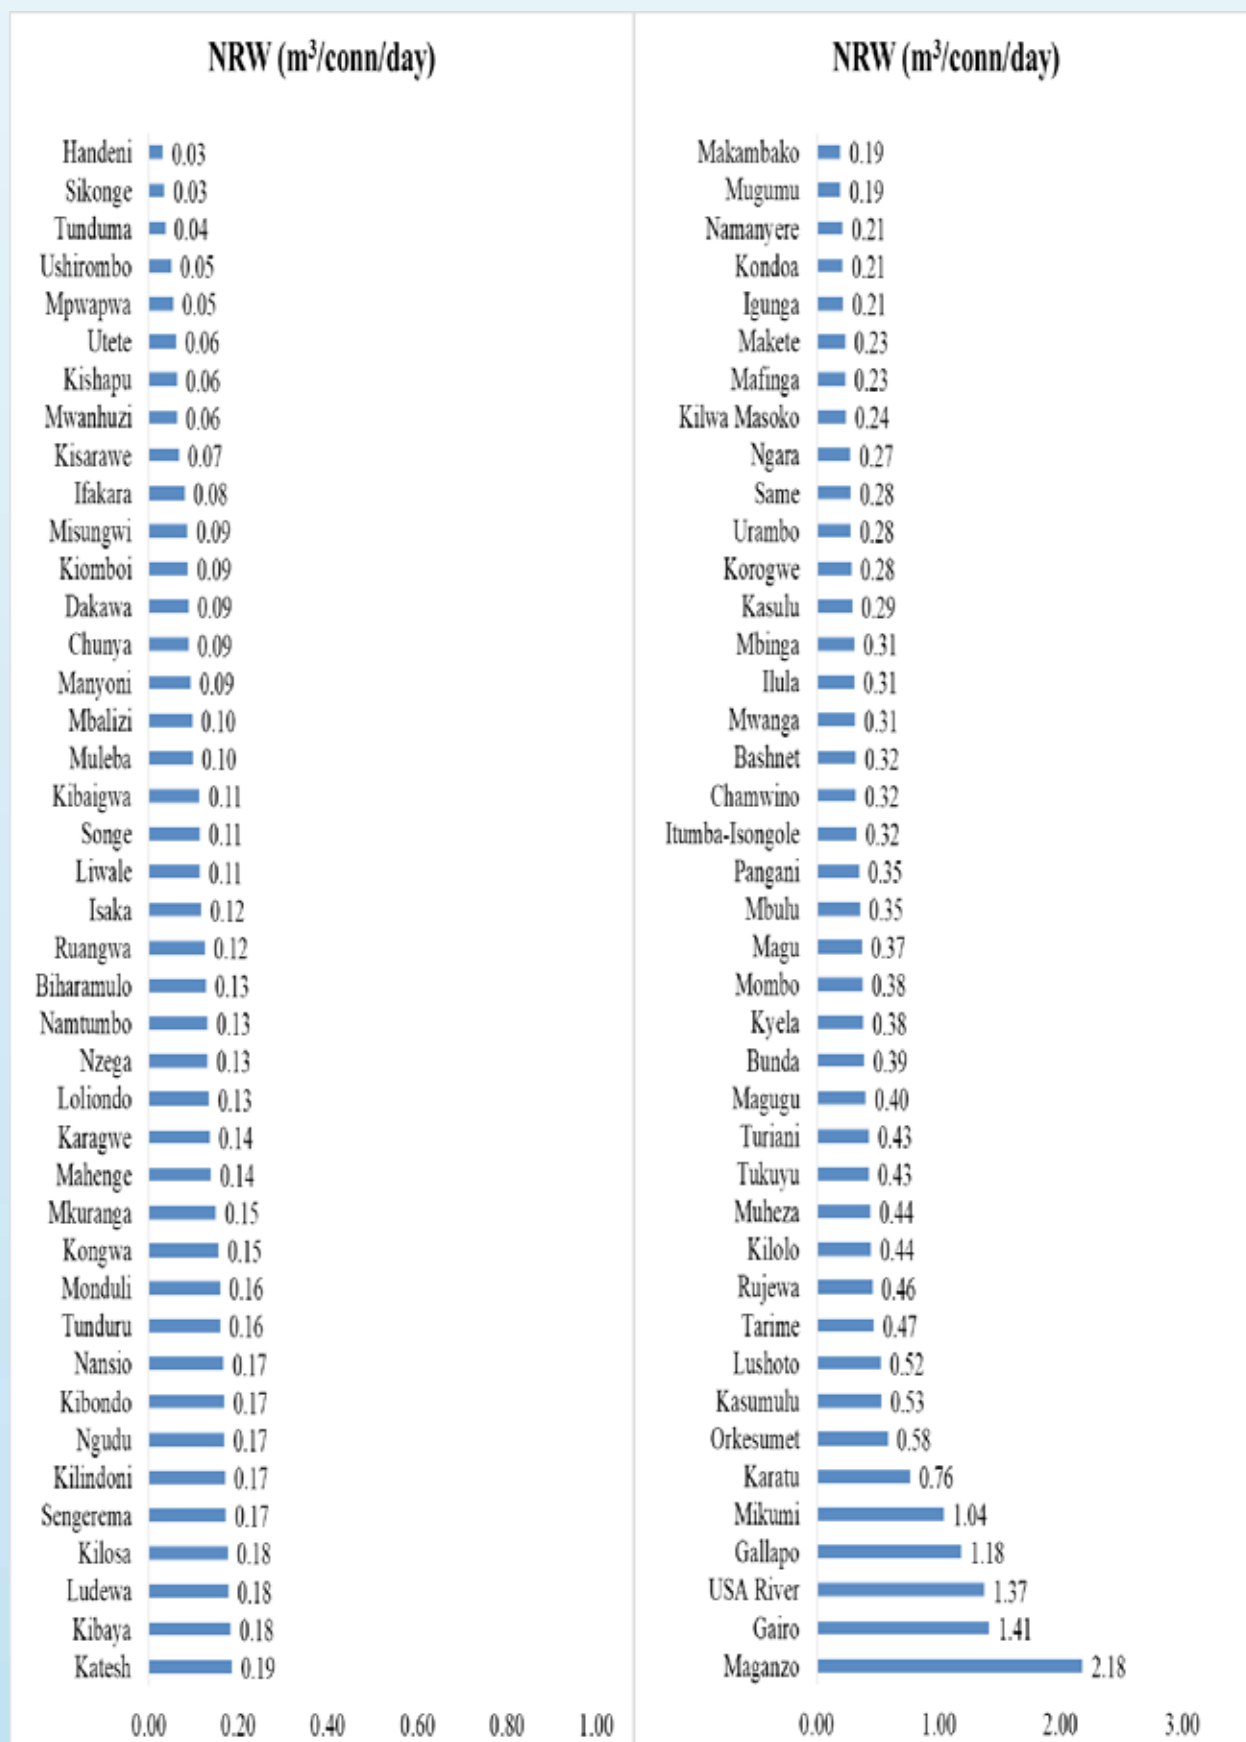 NRW (m³/conn/day)
Handeni 0.03
Sikonge 0.03
Tunduma 0.04
Ushirombo 0.05
Mpwapwa 0.05
Utete 0.06
Kishapu 0.06
Mwanhuzi 0.06
Kisarawe 0.07
Ifakara 0.08
Misungwi 0.09
Kiomboi 0.09
Dakawa 0.09
Chunya 0.09
Manyoni 0.09
Mbalizi 0.10
Muleba 0.10
Kibaigwa 0.11
Songe 0.11
Liwale 0.11
Isaka 0.12
Ruangwa 0.12
Biharamulo 0.13
Namtumbo 0.13
Nzega 0.13
Loliondo 0.13
Karagwe 0.14
Mahenge 0.14
Mkuranga 0.15
Kongwa 0.15
Monduli 0.16
Tunduru 0.16
Nansio 0.17
Kibondo 0.17
Ngudu 0.17
Kilindoni 0.17
Sengerema 0.17
Kilosa 0.18
Ludewa 0.18
Kibaya 0.18
Katesh 0.19
0.00 0.20 0.40 0.60 0.80 1.00
NRW (m³/conn/day)
Makambako 0.19
Mugumu 0.19
Namanyere 0.21
Kondoa 0.21
Igunga 0.21
Makete 0.23
Mafinga 0.23
Kilwa Masoko 0.24
Ngara 0.27
Same 0.28
Urambo 0.28
Korogwe 0.28
Kasulu 0.29
Mbinga 0.31
Ilula 0.31
Mwanga 0.31
Bashnet 0.32
Chamwino 0.32
Itumba-Isongole 0.32
Pangani 0.35
Mbulu 0.35
Magu 0.37
Mombo 0.38
Kyela 0.38
Bunda 0.39
Magugu 0.40
Turiani 0.43
Tukuyu 0.43
Muheza 0.44
Kilolo 0.44
Rujewa 0.46
Tarime 0.47
Lushoto 0.52
Kasumulu 0.53
Orkesumet 0.58
Karatu 0.76
Mikumi 1.04
Gallapo 1.18
USA River 1.37
Gairo 1.41
Maganzo 2.18
0.00 1.00 2.00 3.00